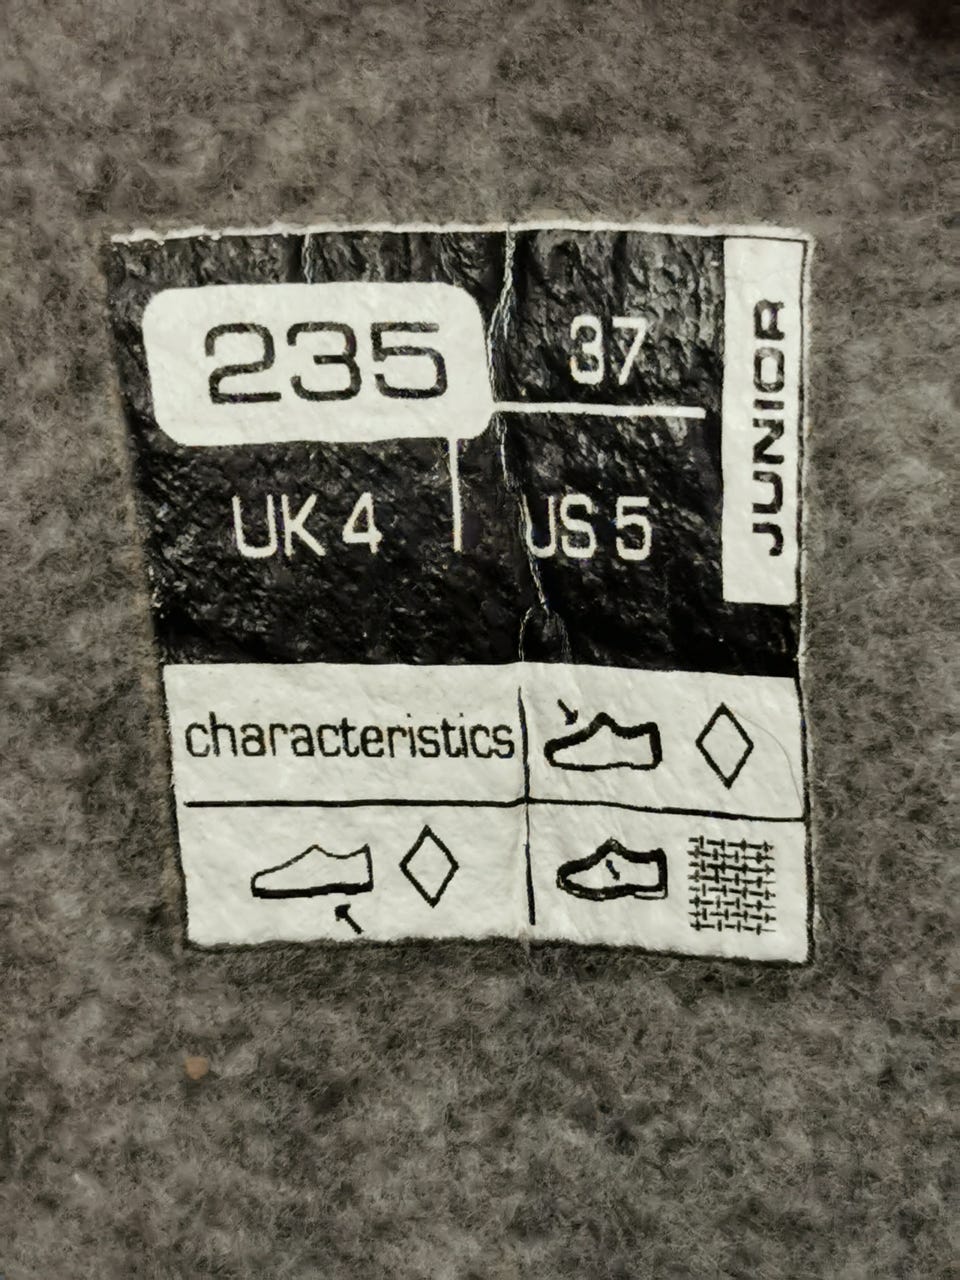 235
37
JUNIOR
UK 4
US 5
characteristics